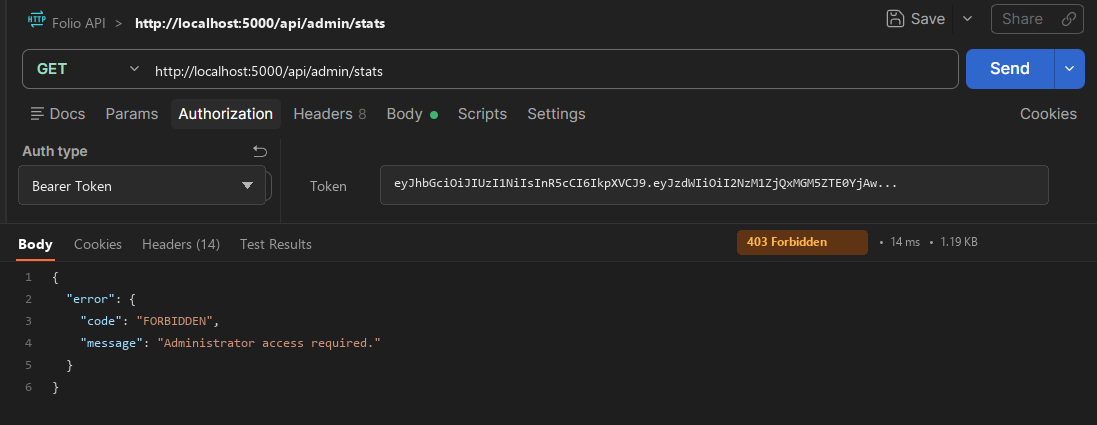 HTTP Folio API > http://localhost:5000/api/admin/stats Save Share
GET http://localhost:5000/api/admin/stats Send
Docs Params Authorization Headers 8 Body Scripts Settings Cookies
Auth type
Bearer Token Token eyJhbGciOiJIUzI1NiIsInR5cCI6IkpXVCJ9.eyJzdWIiOiI2NzM1ZjQxMGM5ZTE0YjAw...
Body Cookies Headers (14) Test Results 403 Forbidden • 14 ms • 1.19 KB
1 {
2 "error": {
3 "code": "FORBIDDEN",
4 "message": "Administrator access required."
5 }
6 }